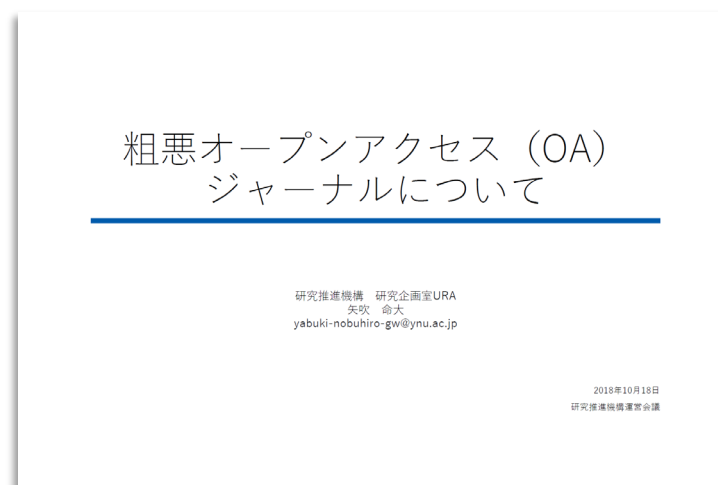 粗悪オープンアクセス（OA）
ジャーナルについて
研究推進機構　研究企画室URA
矢吹　命大
yabuki-nobuhiro-gw@ynu.ac.jp
2018年10月18日
研究推進機構運営会議